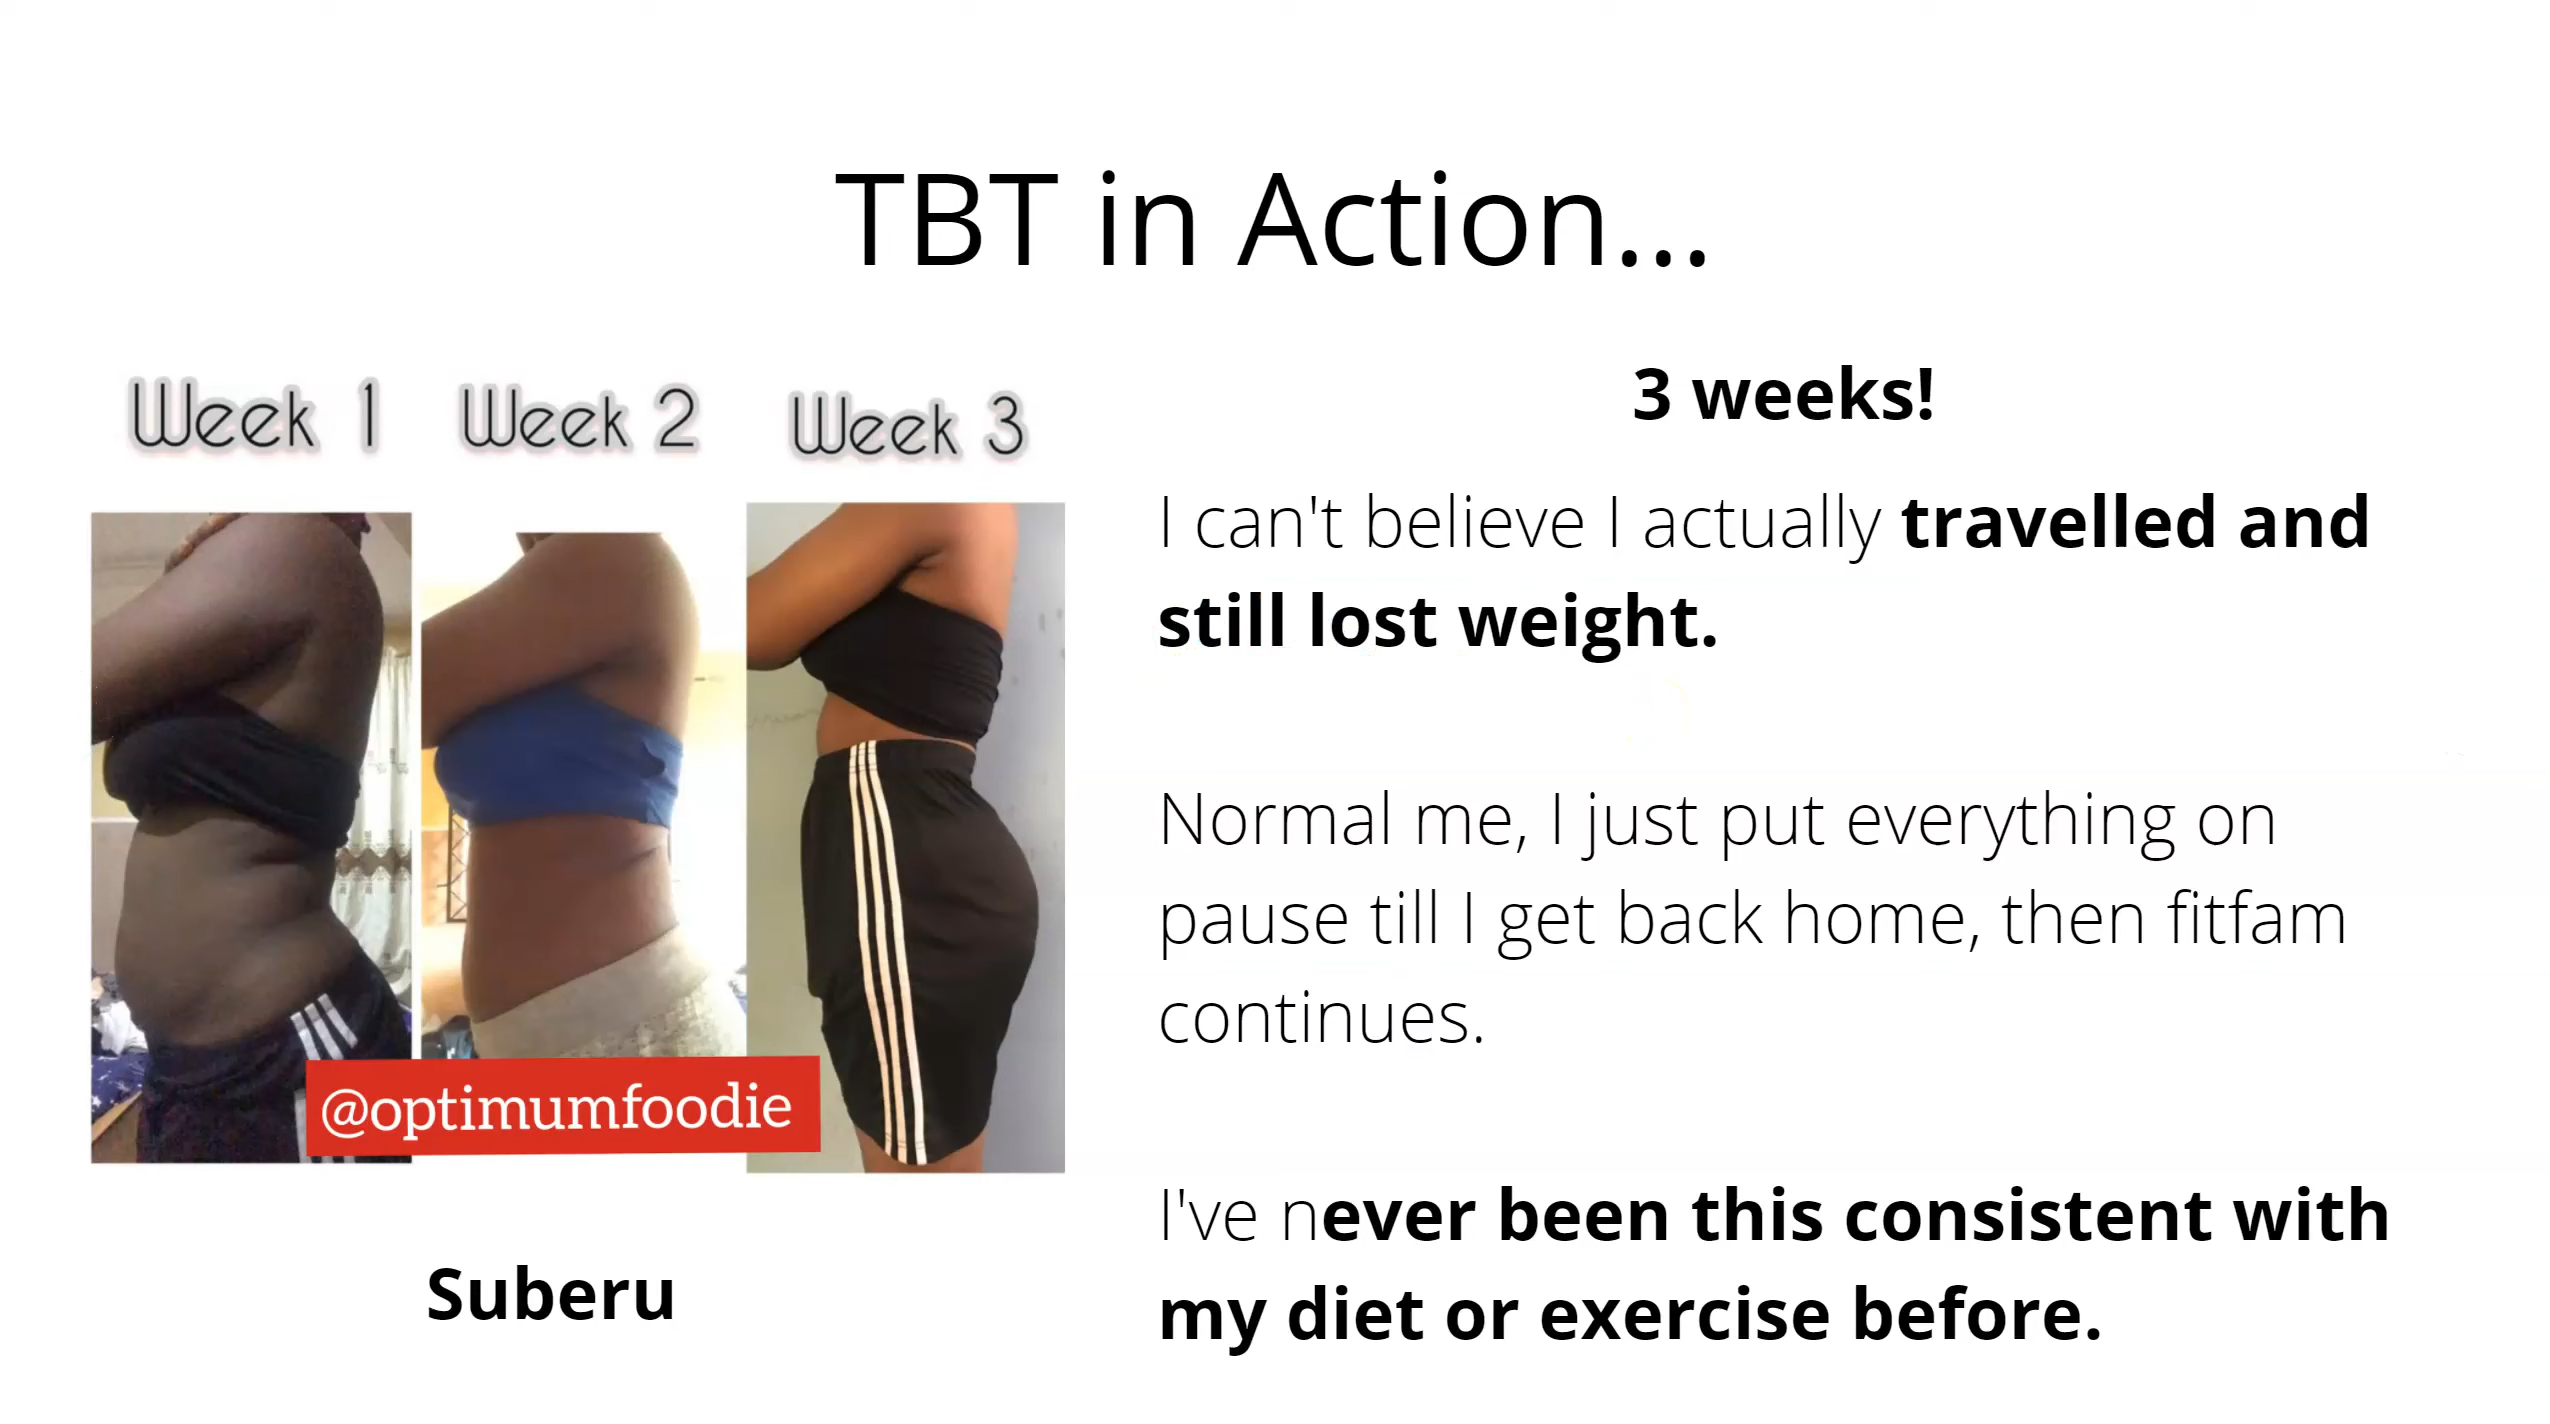 TBT in Action...
Week 1 Week 2 Week 3
@optimumfoodie
Suberu
3 weeks!
I can't believe I actually travelled and
still lost weight.
Normal me, I just put everything on
pause till I get back home, then fitfam
continues.
I've never been this consistent with
my diet or exercise before.